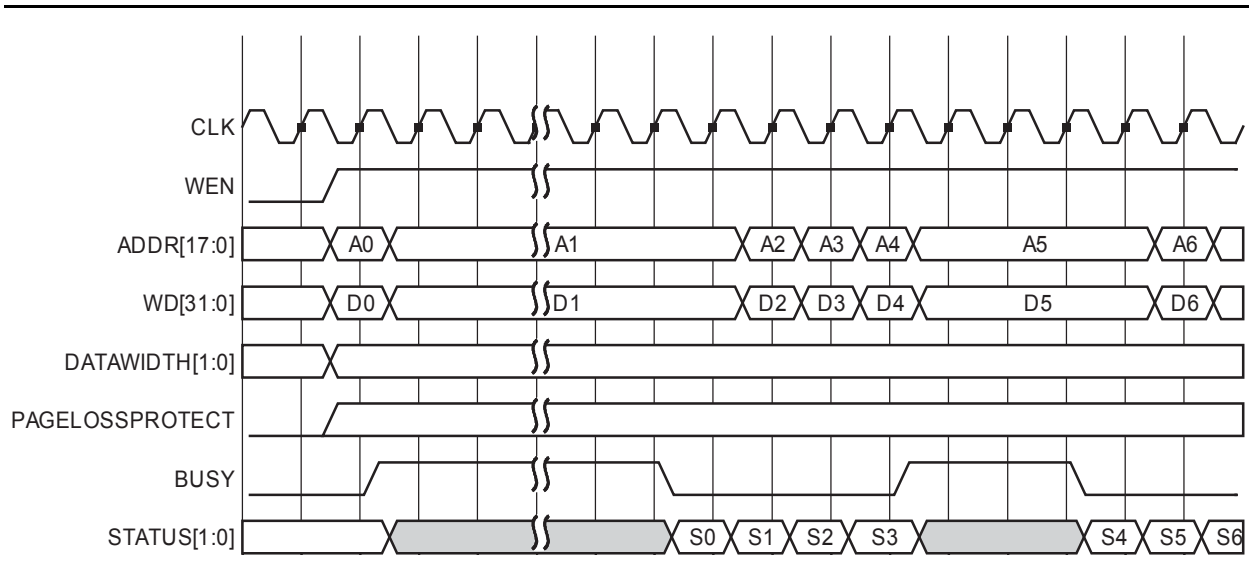 CLK
WEN
ADDR[17:0] A0 A1 A2 A3 A4 A5 A6
WD[31:0] D0 D1 D2 D3 D4 D5 D6
DATAWIDTH[1:0]
PAGELOSSPROTECT
BUSY
STATUS[1:0] S0 S1 S2 S3 S4 S5 S6